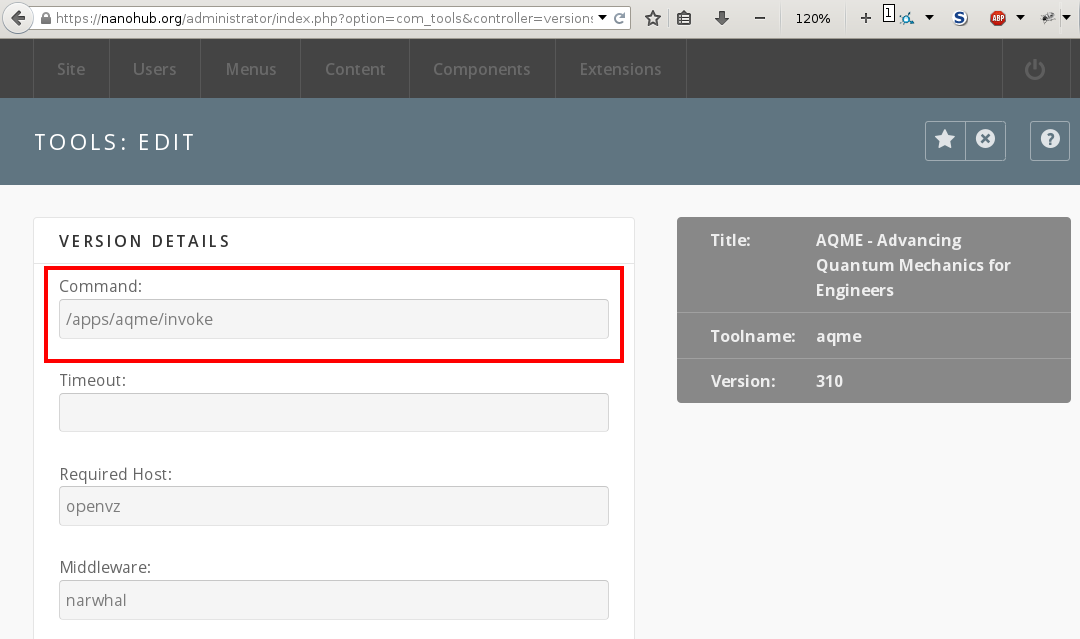 https://nanohub.org/administrator/index.php?option=com_tools&controller=versions
120%
1
S
ABP
Site Users Menus Content Components Extensions
TOOLS: EDIT
?
VERSION DETAILS
Command:
/apps/aqme/invoke
Timeout:
Required Host:
openvz
Middleware:
narwhal
Title: AQME - Advancing
Quantum Mechanics for
Engineers
Toolname: aqme
Version: 310